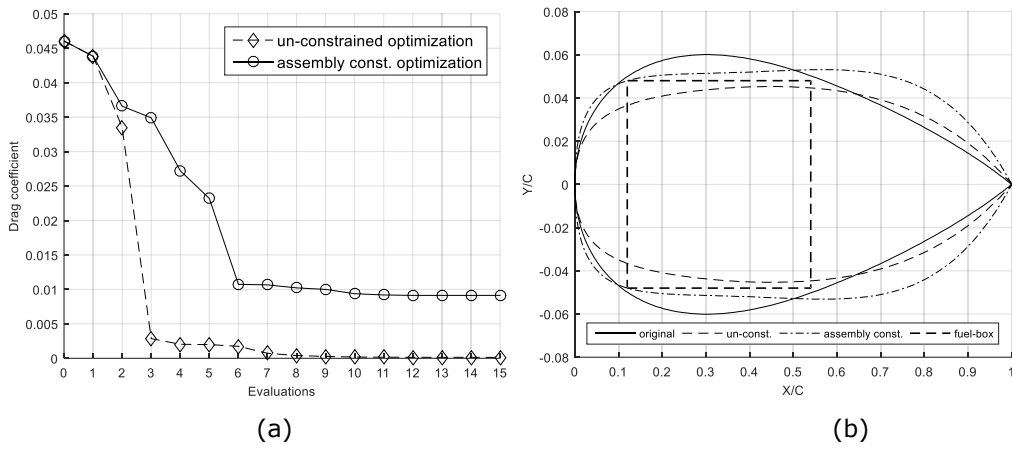 0.05
0.045
0.04
0.035
0.03
0.025
0.02
0.015
0.01
0.005
0
Drag coefficient
un-constrained optimization
assembly const. optimization
0 1 2 3 4 5 6 7 8 9 10 11 12 13 14 15
Evaluations
(a)
0.08
0.06
0.04
0.02
0
-0.02
-0.04
-0.06
-0.08
Y/C
original un-const. assembly const. fuel-box
0 0.1 0.2 0.3 0.4 0.5 0.6 0.7 0.8 0.9 1
X/C
(b)